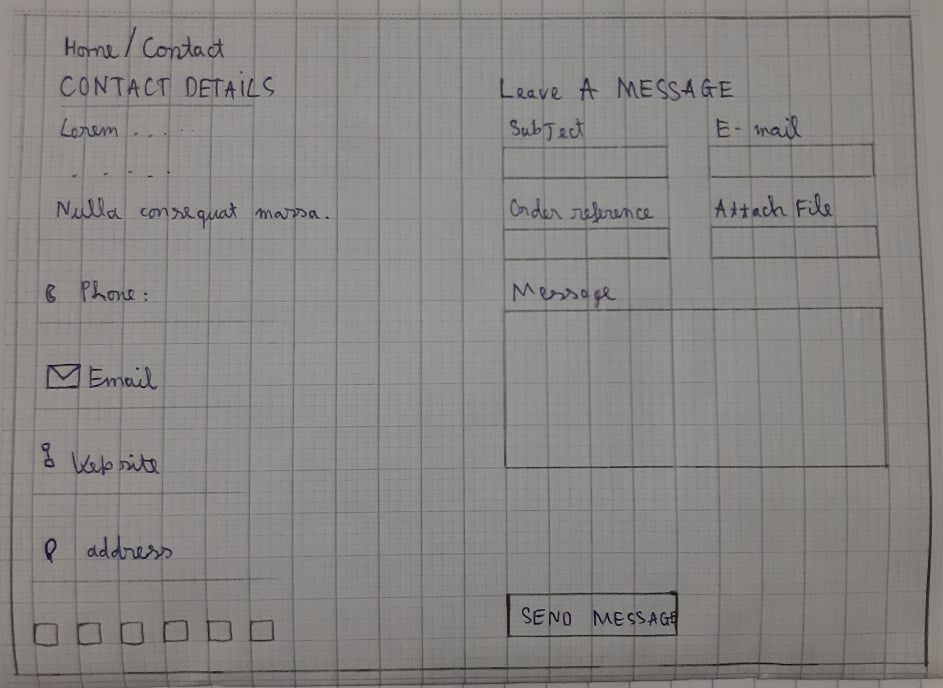 Home / Contact
CONTACT DETAILS
Lorem . . . . .
. . . . .
Nulla consequat massa.
Phone:
Email
Website
address
Leave A MESSAGE
Subject
E-mail
Order reference
Attach File
Message
SEND MESSAGE